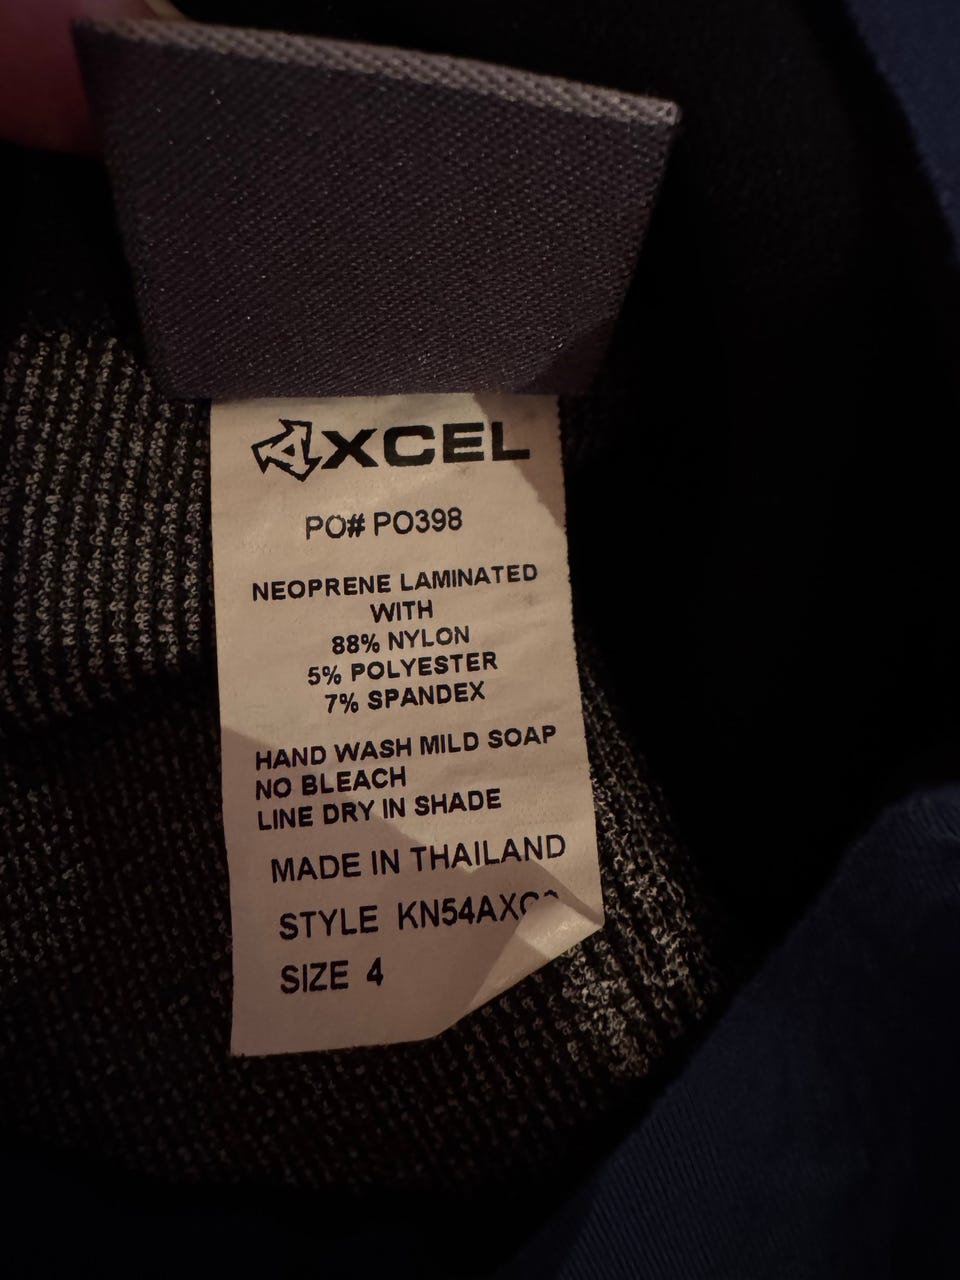 AXCEL
PO# PO398
NEOPRENE LAMINATED
WITH
88% NYLON
5% POLYESTER
7% SPANDEX
HAND WASH MILD SOAP
NO BLEACH
LINE DRY IN SHADE
MADE IN THAILAND
STYLE
SIZE 4